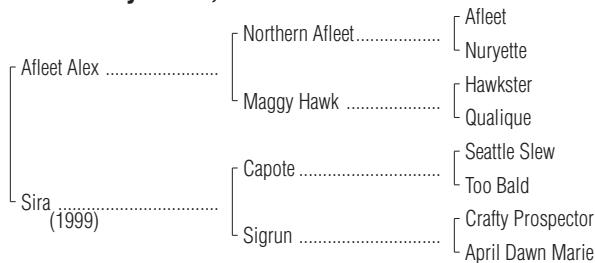 Afleet
Northern Afleet....................
Nuryette
Afleet Alex ..........................
Hawkster
Maggy Hawk ......................
Qualique
Seattle Slew
Capote .................................
Too Bald
Sira .....................................
(1999)
Crafty Prospector
Sigrun .................................
April Dawn Marie